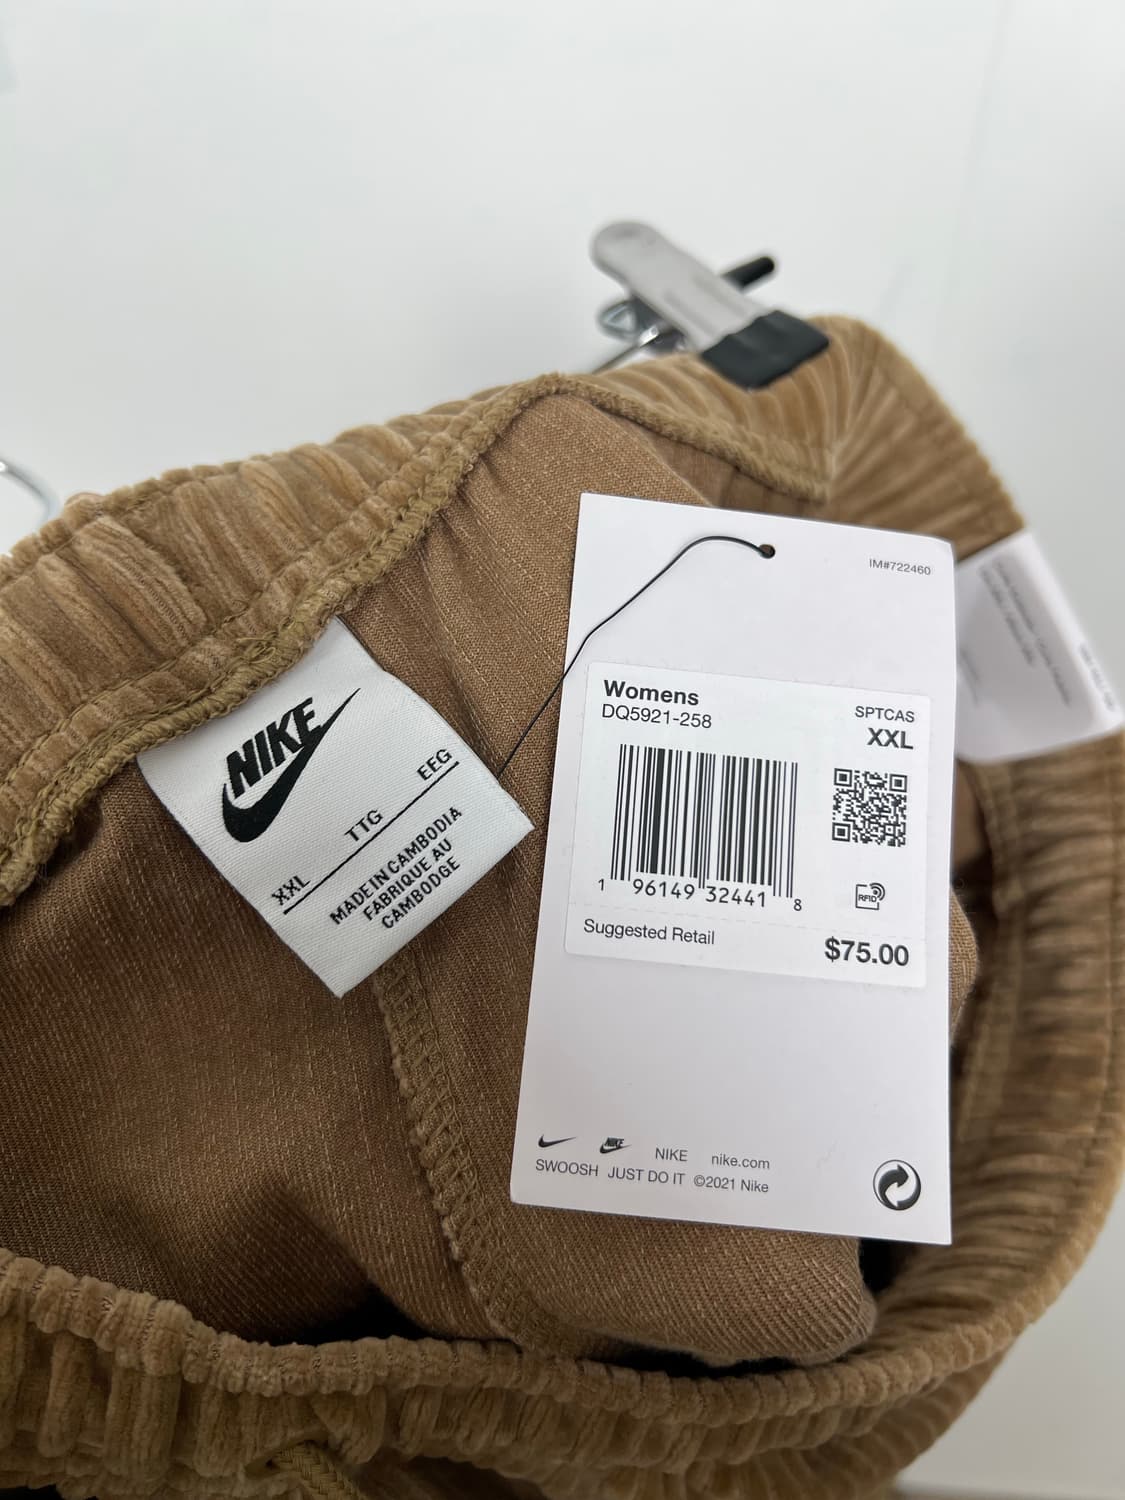 NIKE
XXL TTG EEG
MADE IN CAMBODIA
FABRIQUE AU
CAMBODGE
IM#722460
Womens
DQ5921-258
SPTCAS
XXL
1 96149 32441 8
RFID
Suggested Retail
$75.00
NIKE NIKE nike.com
SWOOSH JUST DO IT ©2021 Nike